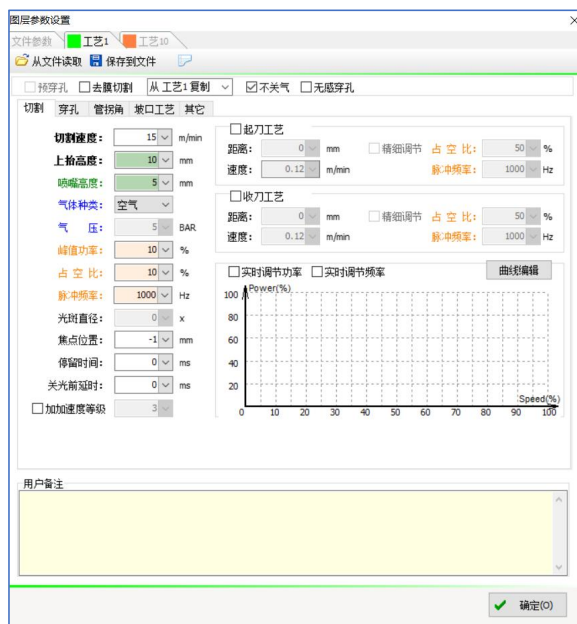 图层参数设置
文件参数 工艺1 工艺10
从文件读取 保存到文件
预穿孔 去膜切割 从 工艺1 复制 不关气 无感穿孔
切割 穿孔 管拐角 坡口工艺 其它
切割速度: 15 m/min
上抬高度: 10 mm
喷嘴高度: 5 mm
气体种类: 空气
气 压: 5 BAR
峰值功率: 10 %
占 空 比: 10 %
脉冲频率: 1000 Hz
光斑直径: 0 x
焦点位置: -1 mm
停留时间: 0 ms
关光前延时: 0 ms
加加速度等级 3
起刀工艺
距离: 0 mm 精细调节 占 空 比: 50 %
速度: 0.12 m/min 脉冲频率: 1000 Hz
收刀工艺
距离: 0 mm 精细调节 占 空 比: 50 %
速度: 0.12 m/min 脉冲频率: 1000 Hz
实时调节功率 实时调节频率 曲线编辑
Power(%)
100
80
60
40
20
Speed(%)
0 10 20 30 40 50 60 70 80 90 100
用户备注
确定(O)